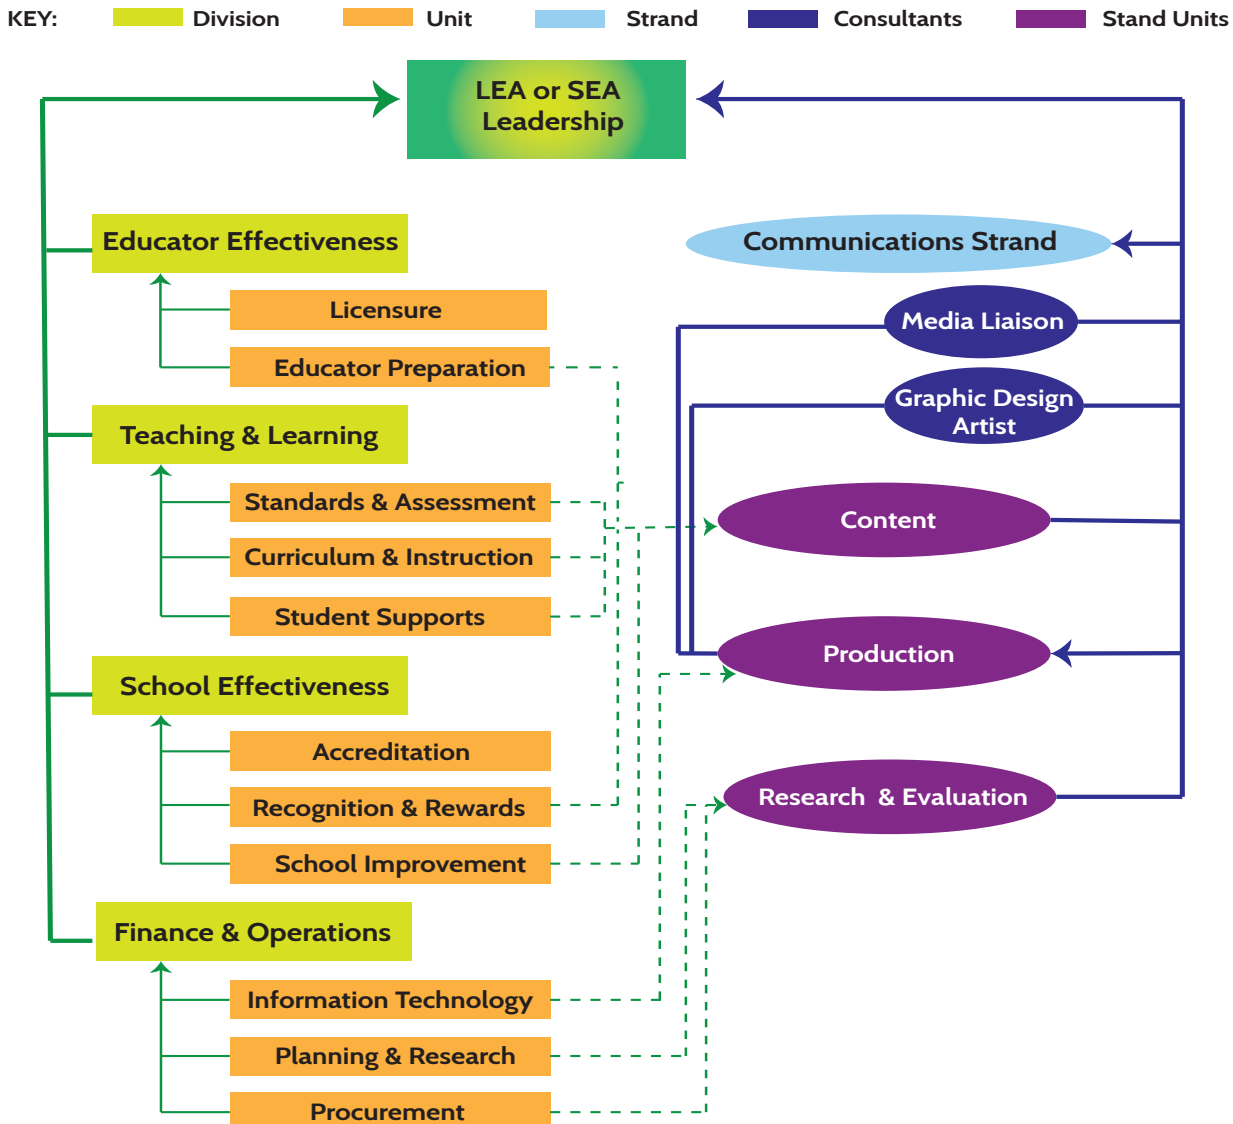 KEY: Division Unit Strand Consultants Stand Units
LEA or SEA
Leadership
Educator Effectiveness
Licensure
Educator Preparation
Teaching & Learning
Standards & Assessment
Curriculum & Instruction
Student Supports
School Effectiveness
Accreditation
Recognition & Rewards
School Improvement
Finance & Operations
Information Technology
Planning & Research
Procurement
Communications Strand
Media Liaison
Graphic Design
Artist
Content
Production
Research & Evaluation